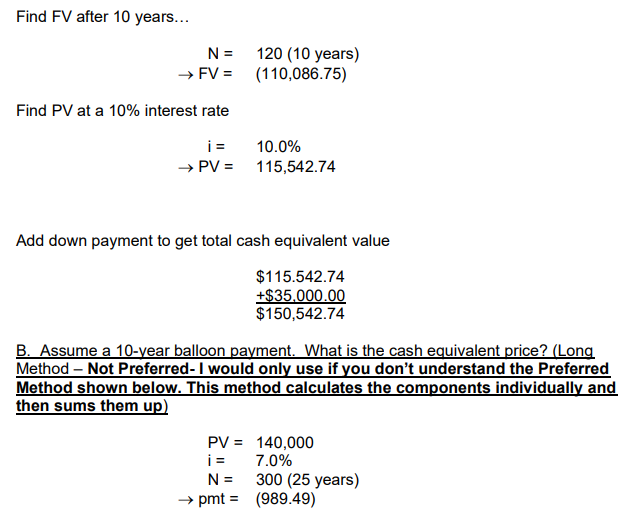 Find FV after 10 years…
N = 120 (10 years)
→ FV = (110,086.75)
Find PV at a 10% interest rate
i = 10.0%
→ PV = 115,542.74
Add down payment to get total cash equivalent value
$115.542.74
+$35,000.00
$150,542.74
B. Assume a 10-year balloon payment. What is the cash equivalent price? (Long
Method – Not Preferred- I would only use if you don’t understand the Preferred
Method shown below. This method calculates the components individually and
then sums them up)
PV = 140,000
i = 7.0%
N = 300 (25 years)
→ pmt = (989.49)